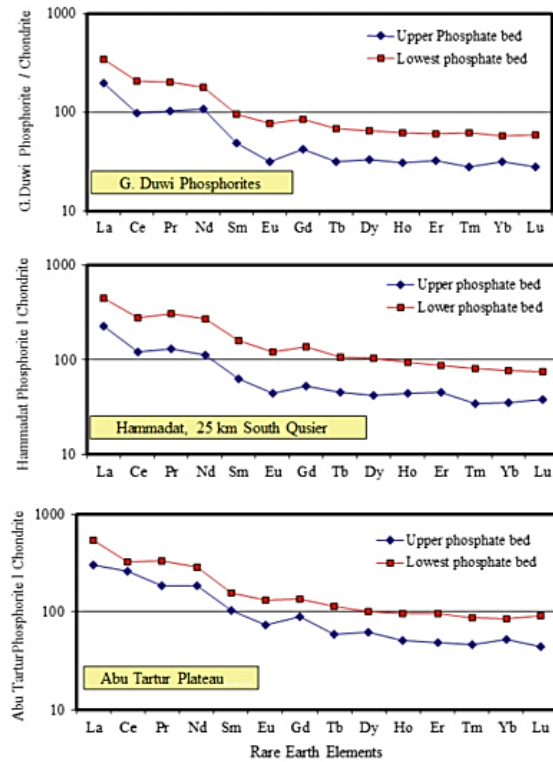 G.Duwi Phosphorite / Chondrite
1000
100
10
Upper Phosphate bed
Lowest phosphate bed
G. Duwi Phosphorites
La Ce Pr Nd Sm Eu Gd Tb Dy Ho Er Tm Yb Lu
Hammadat Phosphorite l Chondrite
1000
100
10
Upper phosphate bed
Lower phosphate bed
Hammadat, 25 km South Qusier
La Ce Pr Nd Sm Eu Gd Tb Dy Ho Er Tm Yb Lu
Abu TarturPhosphorite l Chondrite
1000
100
10
Upper phosphate bed
Lowest phosphate bed
Abu Tartur Plateau
La Ce Pr Nd Sm Eu Gd Tb Dy Ho Er Tm Yb Lu
Rare Earth Elements